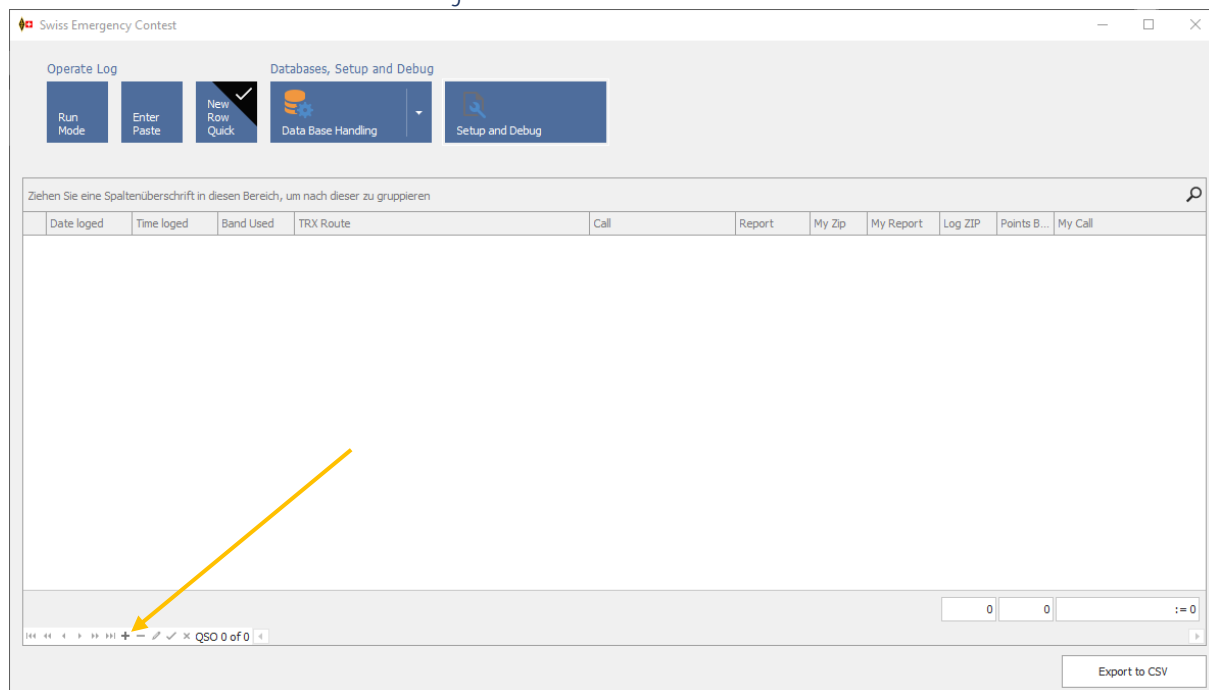 Swiss Emergency Contest
Operate Log
Databases, Setup and Debug
Run
Mode
Enter
Paste
New
Row
Quick
Data Base Handling
Setup and Debug
Ziehen Sie eine Spaltenüberschrift in diesen Bereich, um nach dieser zu gruppieren
Date loged Time loged Band Used TRX Route Call Report My Zip My Report Log ZIP Points B... My Call
0 0 := 0
QSO 0 of 0
Export to CSV